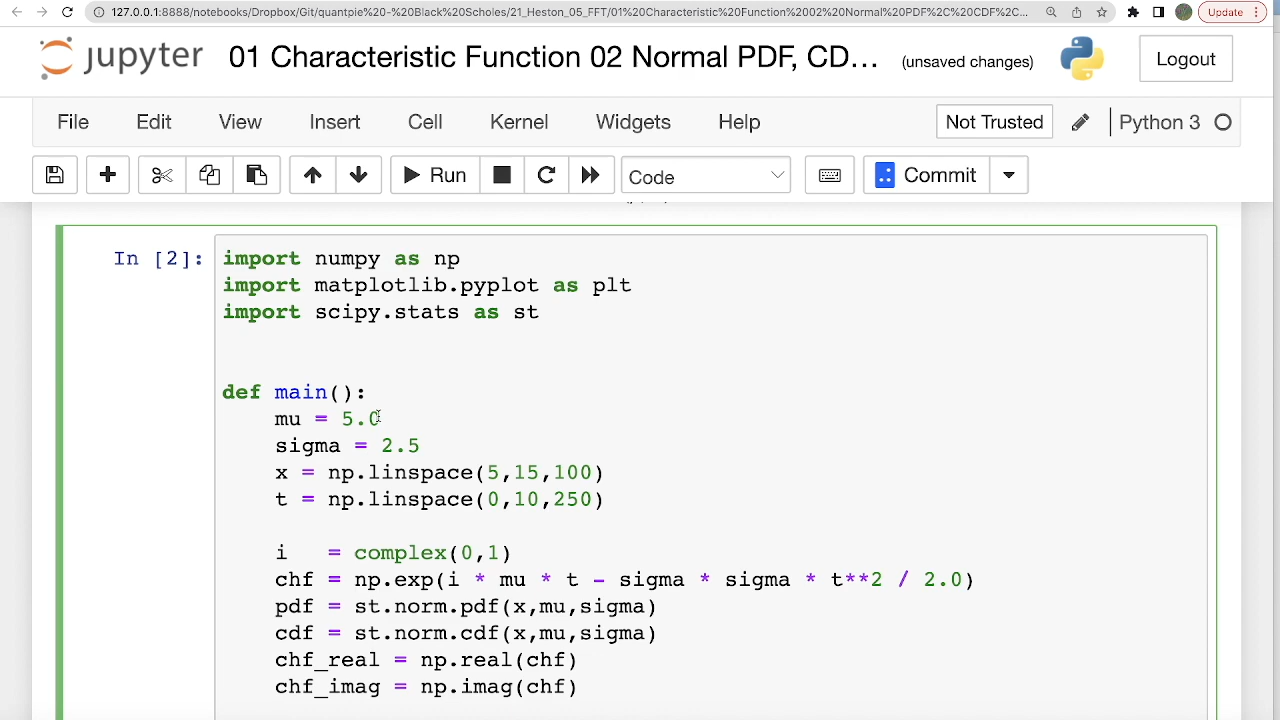 127.0.0.1:8888/notebooks/Dropbox/Git/quantpie%20-%20Black%20Scholes/21_Heston_05_FFT/01%20Characteristic%20Function%2002%20Normal%20PDF%2C%20CDF%2C... Update
jupyter 01 Characteristic Function 02 Normal PDF, CD... (unsaved changes) Logout
File Edit View Insert Cell Kernel Widgets Help Not Trusted Python 3
Run Code Commit
In [2]:
import numpy as np
import matplotlib.pyplot as plt
import scipy.stats as st
def main():
    mu = 5.0
    sigma = 2.5
    x = np.linspace(5,15,100)
    t = np.linspace(0,10,250)
    i   = complex(0,1)
    chf = np.exp(i * mu * t - sigma * sigma * t**2 / 2.0)
    pdf = st.norm.pdf(x,mu,sigma)
    cdf = st.norm.cdf(x,mu,sigma)
    chf_real = np.real(chf)
    chf_imag = np.imag(chf)